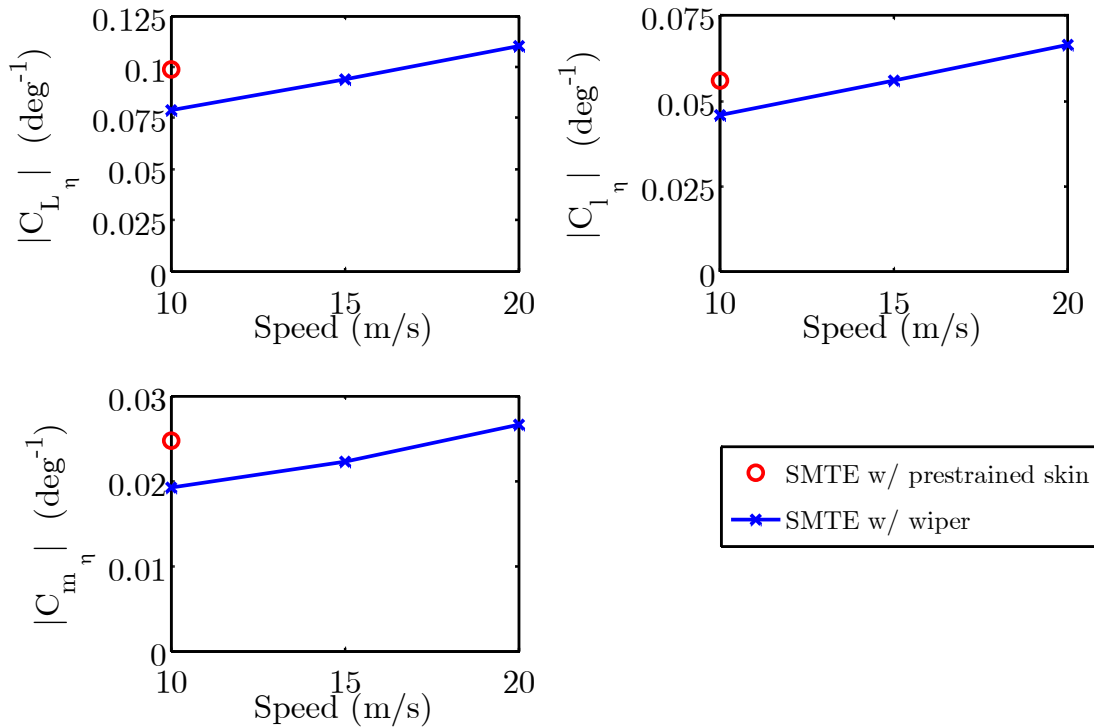 0.125
0.1
0.075
0.05
0.025
0
|C_L_η| (deg⁻¹)
10 15 20
Speed (m/s)
0.075
0.05
0.025
0
|C_l_η| (deg⁻¹)
10 15 20
Speed (m/s)
0.03
0.02
0.01
0
|C_m_η| (deg⁻¹)
10 15 20
Speed (m/s)
SMTE w/ prestrained skin
SMTE w/ wiper